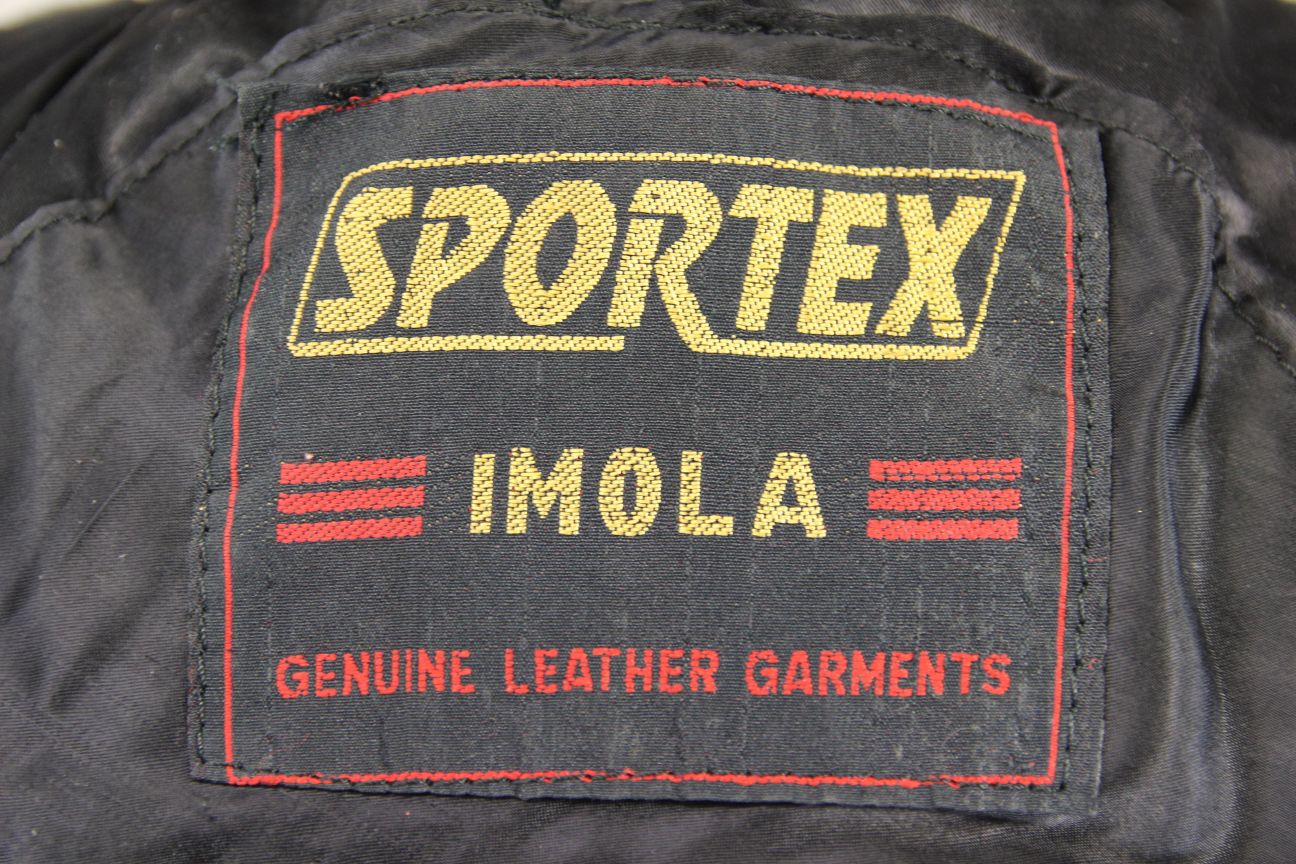 SPORTEX
IMOLA
GENUINE LEATHER GARMENTS